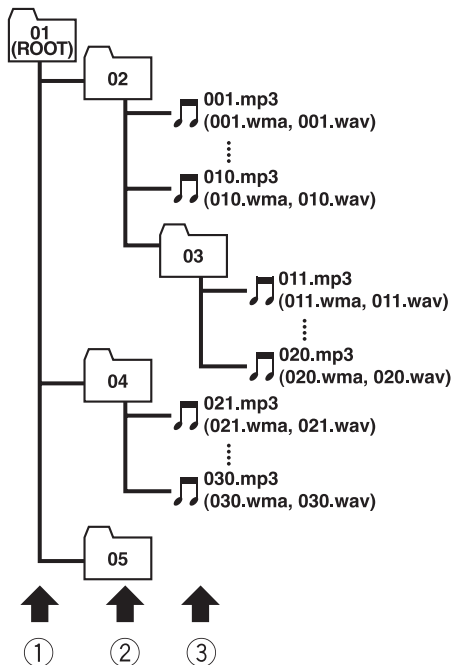 01
(ROOT)
02
001.mp3
(001.wma, 001.wav)
010.mp3
(010.wma, 010.wav)
03
011.mp3
(011.wma, 011.wav)
020.mp3
(020.wma, 020.wav)
04
021.mp3
(021.wma, 021.wav)
030.mp3
(030.wma, 030.wav)
05
① ② ③